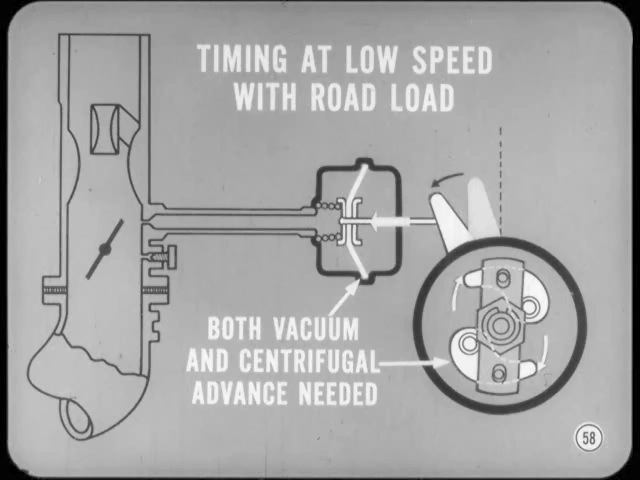 TIMING AT LOW SPEED
WITH ROAD LOAD
BOTH VACUUM
AND CENTRIFUGAL
ADVANCE NEEDED
58